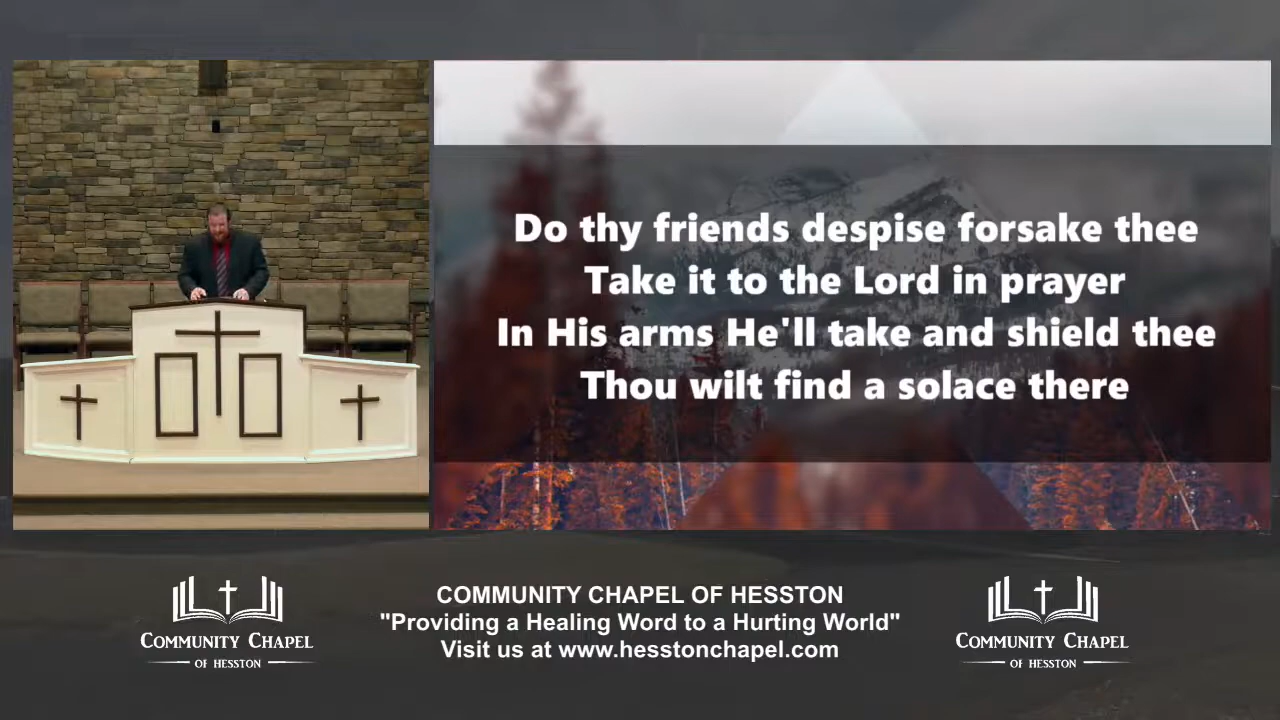 Do thy friends despise forsake thee
Take it to the Lord in prayer
In His arms He'll take and shield thee
Thou wilt find a solace there
COMMUNITY CHAPEL
OF HESSTON
COMMUNITY CHAPEL OF HESSTON
"Providing a Healing Word to a Hurting World"
Visit us at www.hesstonchapel.com
COMMUNITY CHAPEL
OF HESSTON